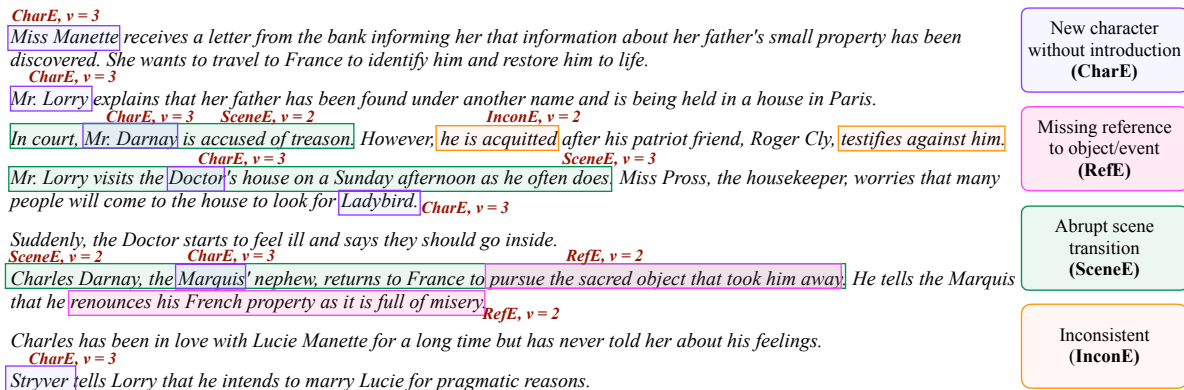 CharE, v = 3
Miss Manette receives a letter from the bank informing her that information about her father's small property has been
discovered. She wants to travel to France to identify him and restore him to life.
CharE, v = 3
Mr. Lorry explains that her father has been found under another name and is being held in a house in Paris.
CharE, v = 3 SceneE, v = 2 InconE, v = 2
In court, Mr. Darnay is accused of treason. However, he is acquitted after his patriot friend, Roger Cly, testifies against him.
CharE, v = 3 SceneE, v = 3
Mr. Lorry visits the Doctor's house on a Sunday afternoon as he often does. Miss Pross, the housekeeper, worries that many
people will come to the house to look for Ladybird. CharE, v = 3
Suddenly, the Doctor starts to feel ill and says they should go inside.
SceneE, v = 2 CharE, v = 3 RefE, v = 2
Charles Darnay, the Marquis' nephew, returns to France to pursue the sacred object that took him away. He tells the Marquis
that he renounces his French property as it is full of misery. RefE, v = 2
Charles has been in love with Lucie Manette for a long time but has never told her about his feelings.
CharE, v = 3
Stryver tells Lorry that he intends to marry Lucie for pragmatic reasons.
New character
without introduction
(CharE)
Missing reference
to object/event
(RefE)
Abrupt scene
transition
(SceneE)
Inconsistent
(InconE)